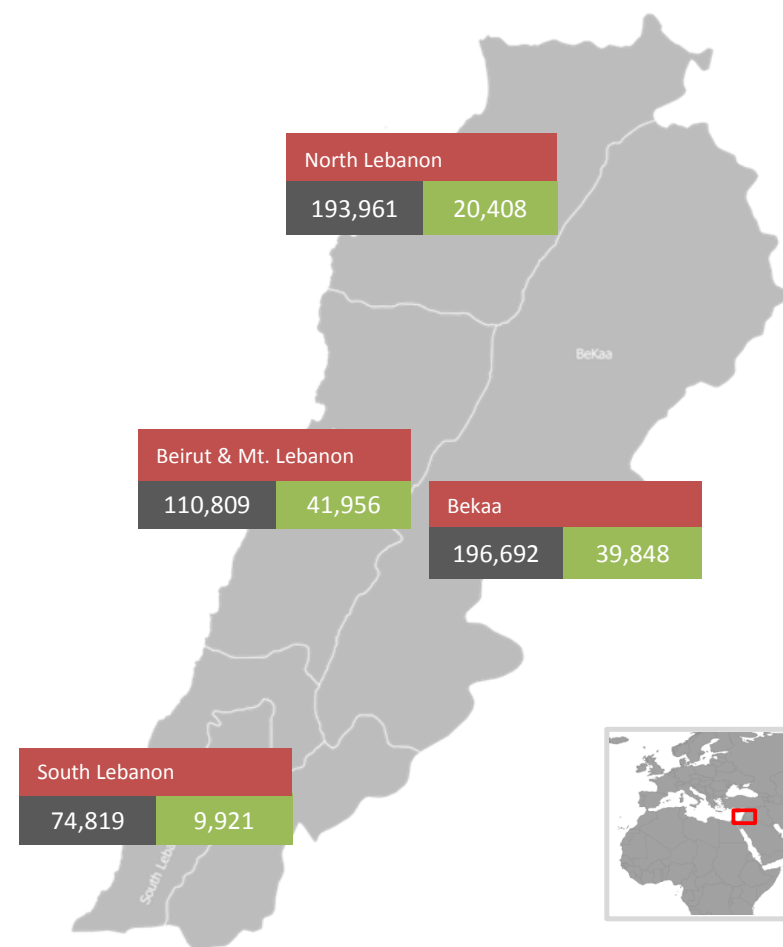 North Lebanon
193,961 20,408
BeKaa
Beirut & Mt. Lebanon
110,809 41,956
Bekaa
196,692 39,848
South Lebanon
74,819 9,921
South